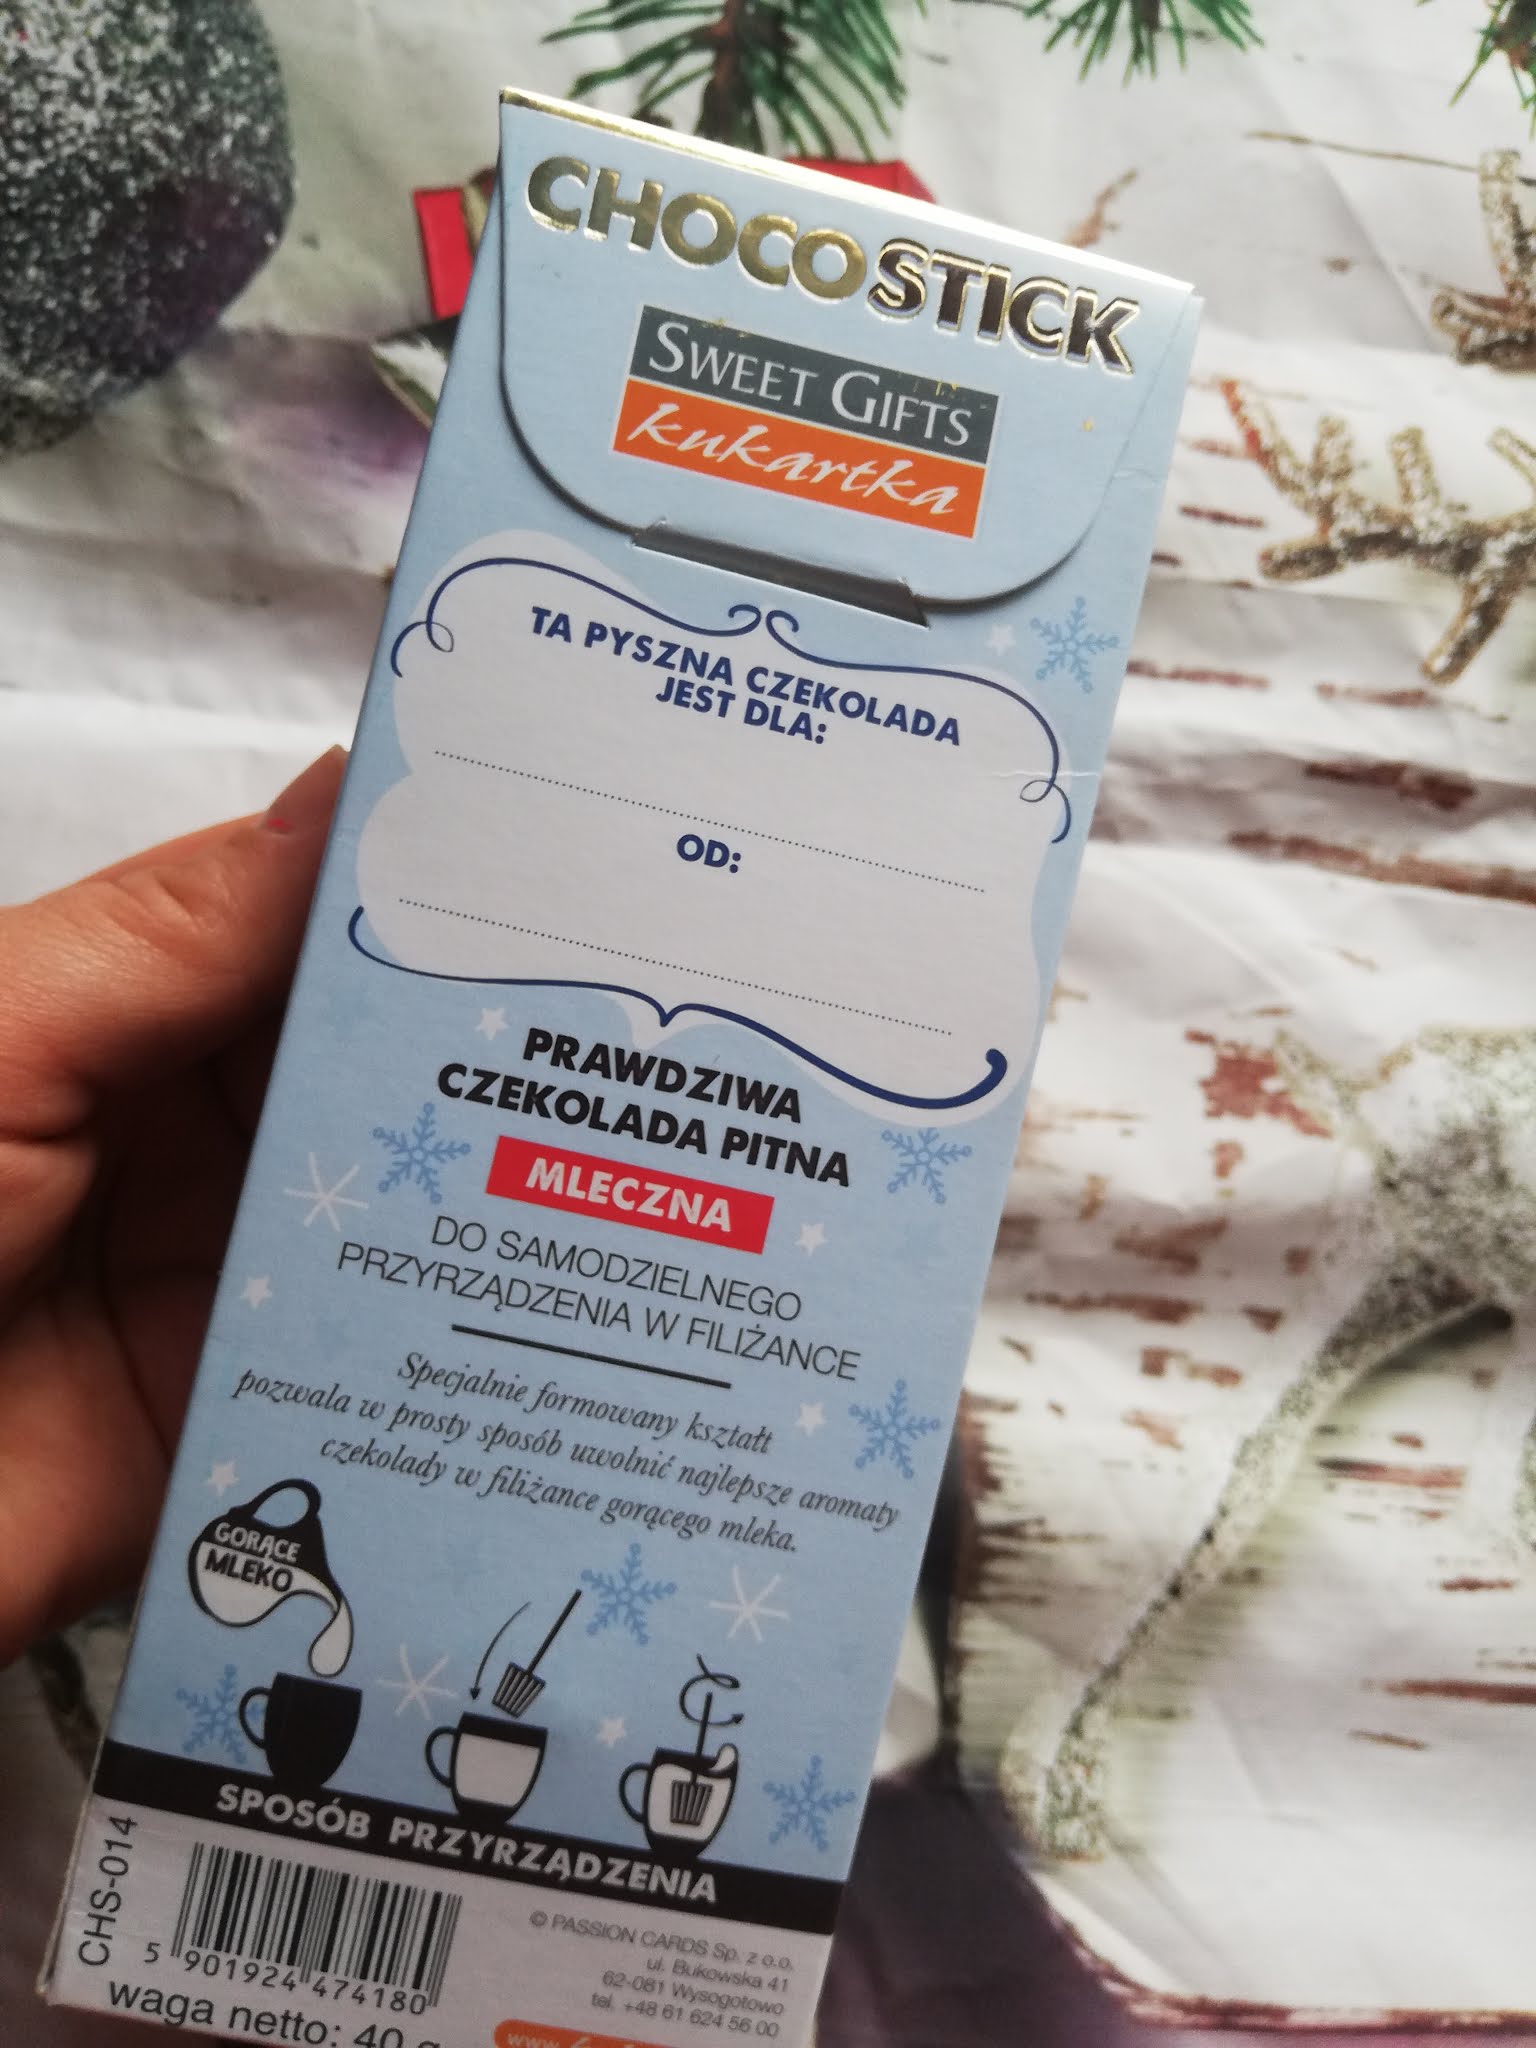 CHOCO STICK
SWEET GIFTS
kukartka
TA PYSZNA CZEKOLADA
JEST DLA:
OD:
PRAWDZIWA
CZEKOLADA PITNA
MLECZNA
DO SAMODZIELNEGO
PRZYRZĄDZENIA W FILIŻANCE
Specjalnie formowany kształt
pozwala w prosty sposób uwolnić najlepsze aromaty
czekolady w filiżance gorącego mleka.
GORĄCE
MLEKO
SPOSÓB PRZYRZĄDZENIA
CHS-014
5 901924 474180
waga netto: 40 g
© PASSION CARDS Sp. z o.o.
ul. Bukowska 41
62-081 Wysogotowo
tel. +48 61 624 56 00